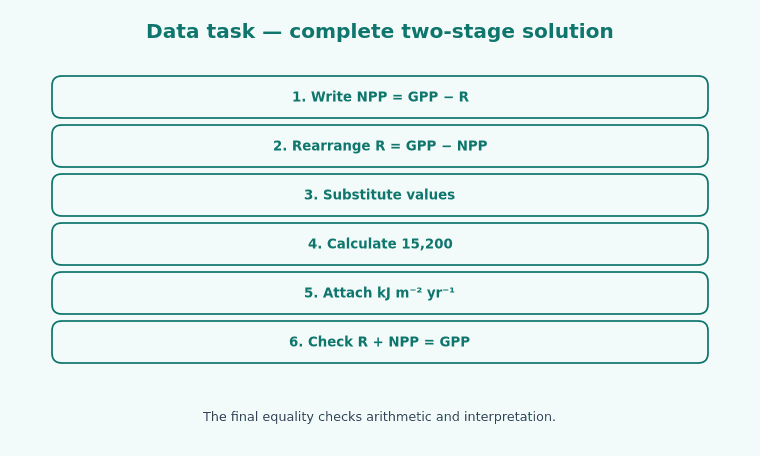 Data task — complete two-stage solution
1. Write NPP = GPP − R
2. Rearrange R = GPP − NPP
3. Substitute values
4. Calculate 15,200
5. Attach kJ m⁻² yr⁻¹
6. Check R + NPP = GPP
The final equality checks arithmetic and interpretation.